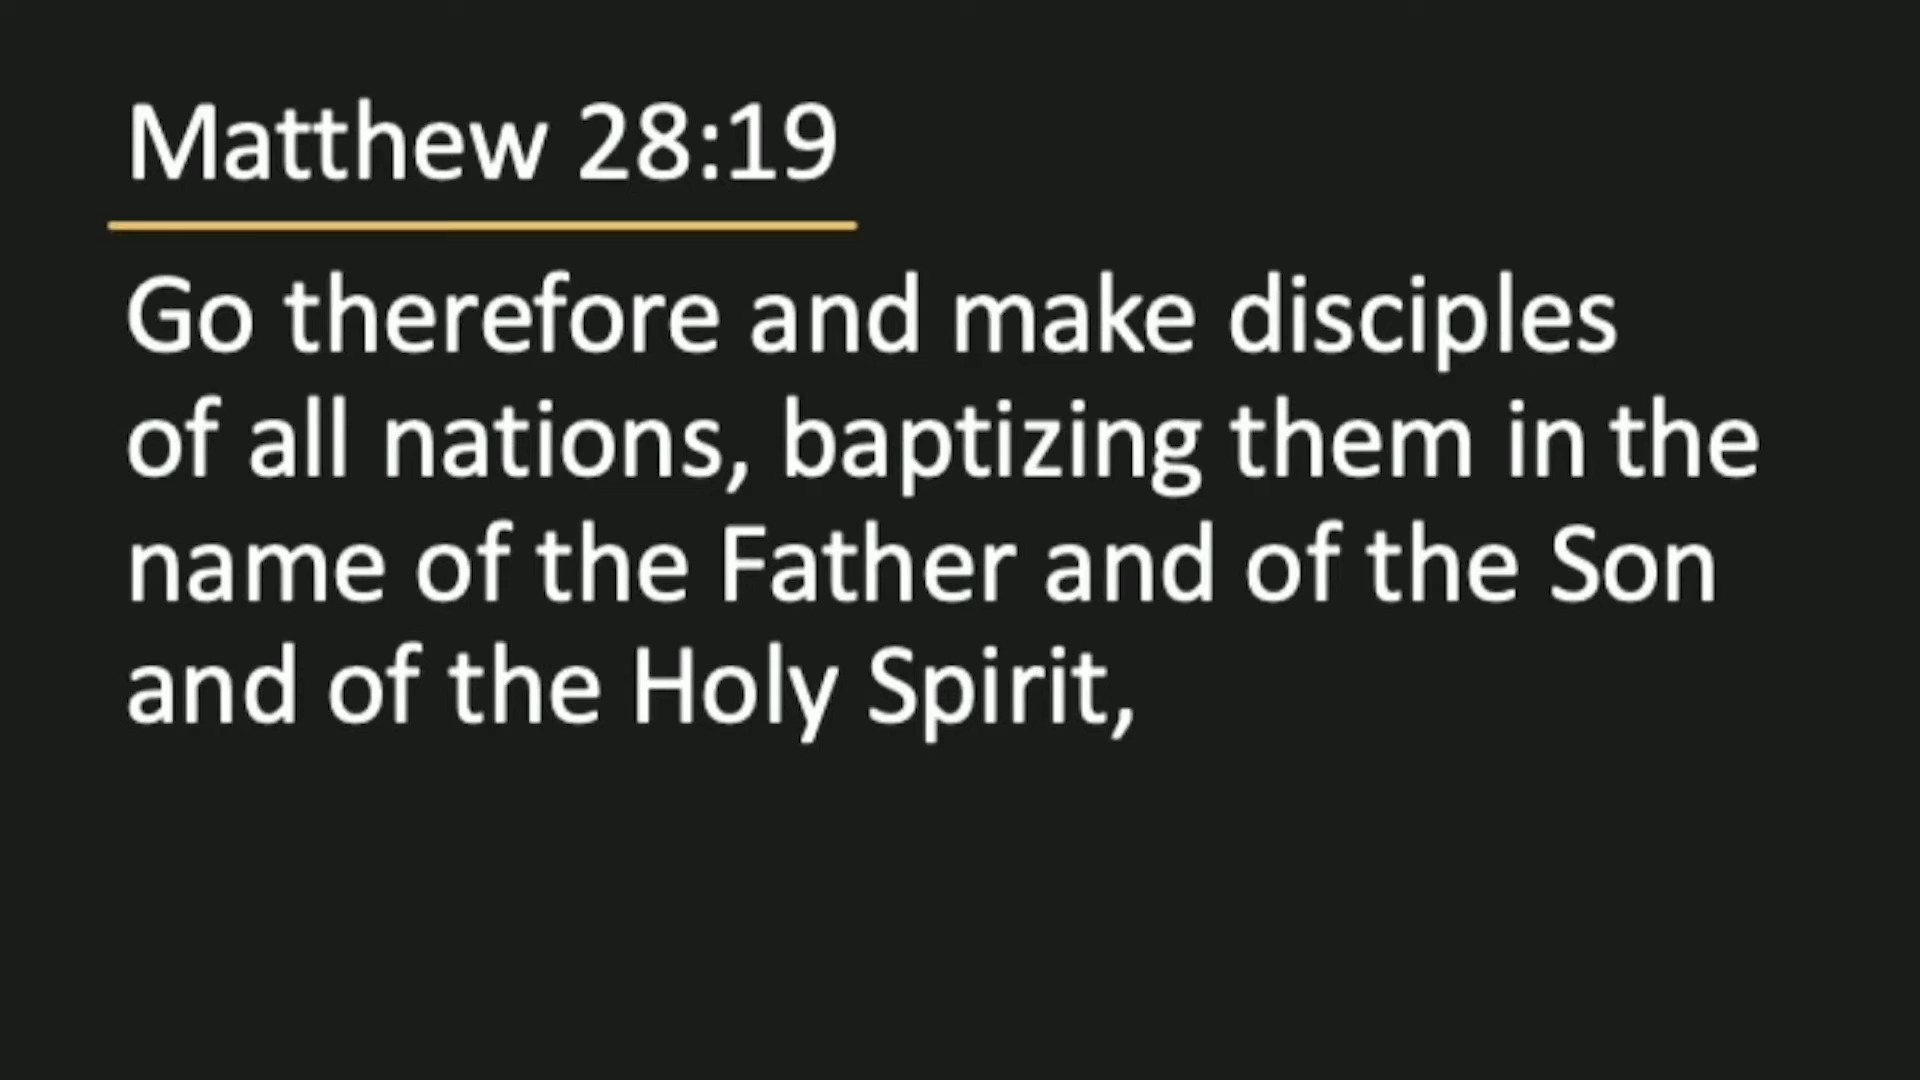 Matthew 28:19
Go therefore and make disciples
of all nations, baptizing them in the
name of the Father and of the Son
and of the Holy Spirit,